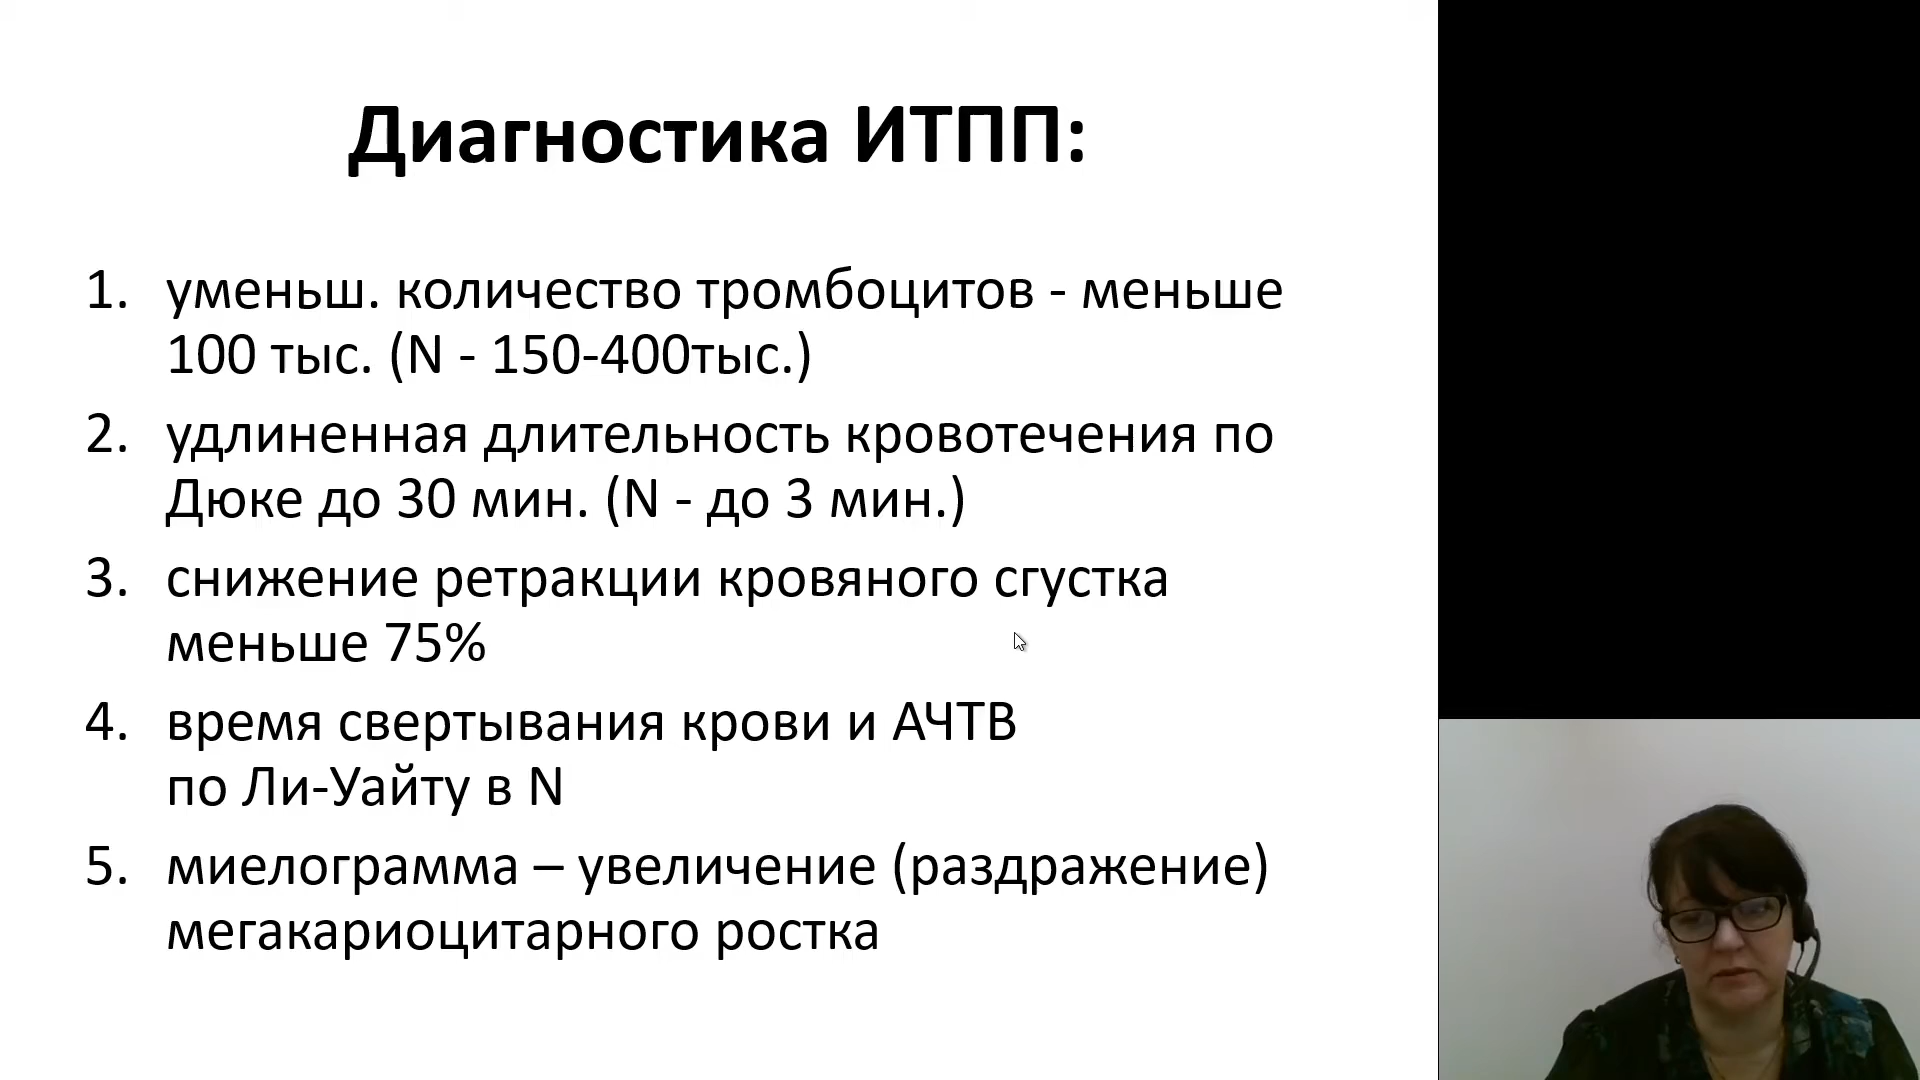 Диагностика ИТПП:
1. уменьш. количество тромбоцитов - меньше
100 тыс. (N - 150-400тыс.)
2. удлиненная длительность кровотечения по
Дюке до 30 мин. (N - до 3 мин.)
3. снижение ретракции кровяного сгустка
меньше 75%
4. время свертывания крови и АЧТВ
по Ли-Уайту в N
5. миелограмма – увеличение (раздражение)
мегакариоцитарного ростка